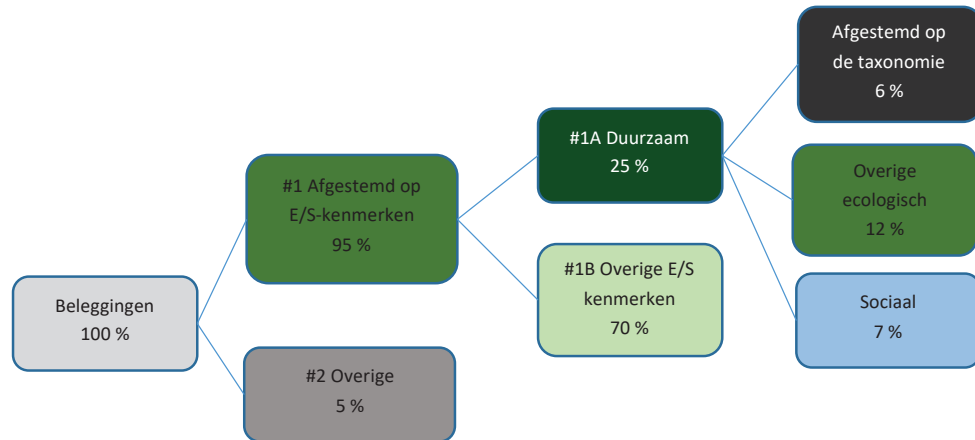 Beleggingen
100 %
#1 Afgestemd op
E/S-kenmerken
95 %
#2 Overige
5 %
#1A Duurzaam
25 %
#1B Overige E/S
kenmerken
70 %
Afgestemd op
de taxonomie
6 %
Overige
ecologisch
12 %
Sociaal
7 %